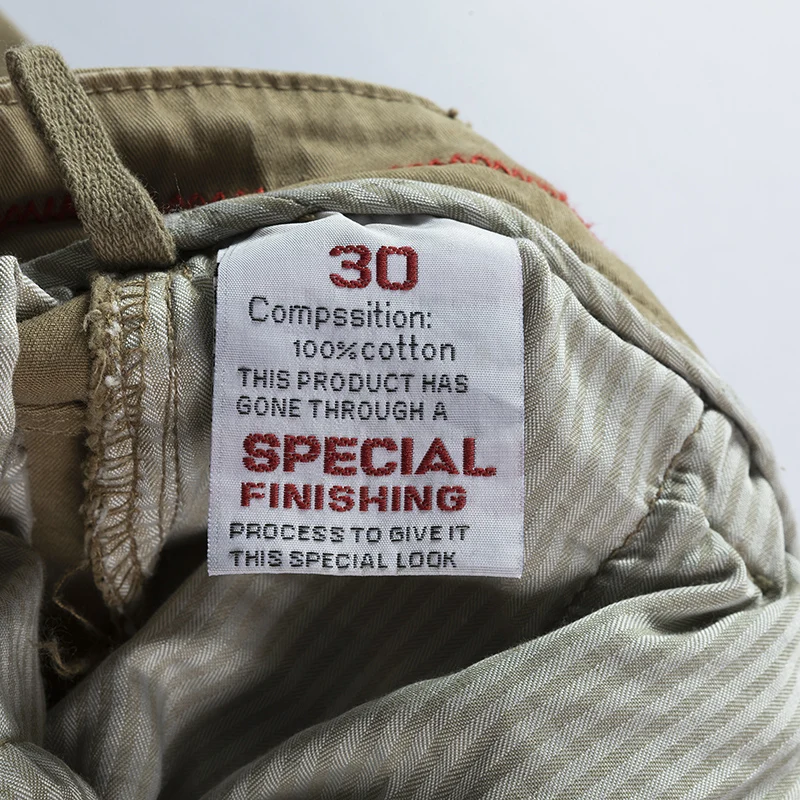 30
Compssition:
100%cotton
THIS PRODUCT HAS
GONE THROUGH A
SPECIAL
FINISHING
PROCESS TO GIVE IT
THIS SPECIAL LOOK